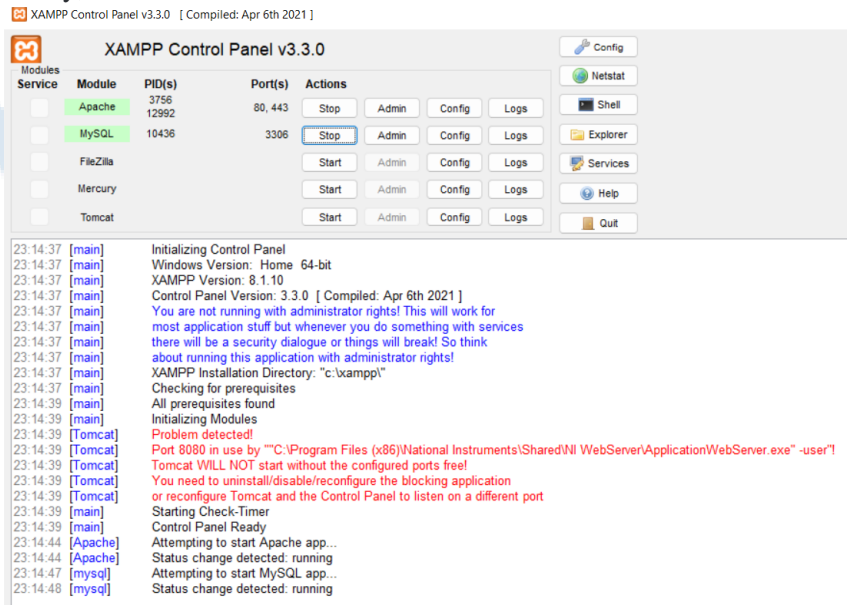 XAMPP Control Panel v3.3.0 [ Compiled: Apr 6th 2021 ]
XAMPP Control Panel v3.3.0
Config
Modules
Service Module PID(s) Port(s) Actions
Netstat
Apache 3756 12992 80, 443 Stop Admin Config Logs
Shell
MySQL 10436 3306 Stop Admin Config Logs
Explorer
FileZilla Start Admin Config Logs
Services
Mercury Start Admin Config Logs
Help
Tomcat Start Admin Config Logs
Quit
23:14:37 [main] Initializing Control Panel
23:14:37 [main] Windows Version: Home 64-bit
23:14:37 [main] XAMPP Version: 8.1.10
23:14:37 [main] Control Panel Version: 3.3.0 [ Compiled: Apr 6th 2021 ]
23:14:37 [main] You are not running with administrator rights! This will work for
23:14:37 [main] most application stuff but whenever you do something with services
23:14:37 [main] there will be a security dialogue or things will break! So think
23:14:37 [main] about running this application with administrator rights!
23:14:37 [main] XAMPP Installation Directory: "c:\xampp\"
23:14:37 [main] Checking for prerequisites
23:14:39 [main] All prerequisites found
23:14:39 [main] Initializing Modules
23:14:39 [Tomcat] Problem detected!
23:14:39 [Tomcat] Port 8080 in use by ""C:\Program Files (x86)\National Instruments\Shared\NI WebServer\ApplicationWebServer.exe" -user"!
23:14:39 [Tomcat] Tomcat WILL NOT start without the configured ports free!
23:14:39 [Tomcat] You need to uninstall/disable/reconfigure the blocking application
23:14:39 [Tomcat] or reconfigure Tomcat and the Control Panel to listen on a different port
23:14:39 [main] Starting Check-Timer
23:14:39 [main] Control Panel Ready
23:14:44 [Apache] Attempting to start Apache app...
23:14:44 [Apache] Status change detected: running
23:14:47 [mysql] Attempting to start MySQL app...
23:14:48 [mysql] Status change detected: running